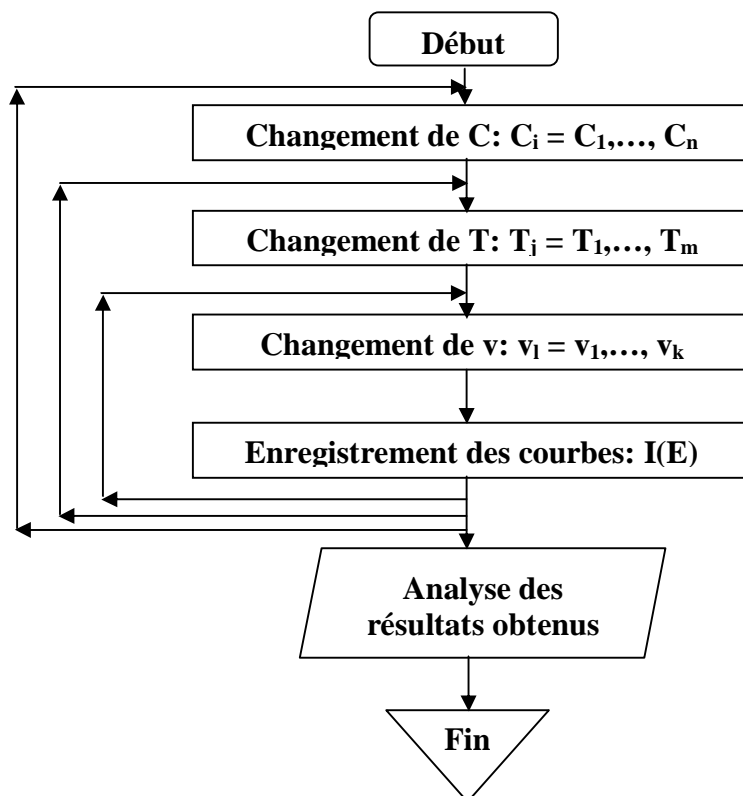 Début
Changement de C: Cᵢ = C₁,…, Cₙ
Changement de T: Tⱼ = T₁,…, Tₘ
Changement de v: vₗ = v₁,…, vₖ
Enregistrement des courbes: I(E)
Analyse des
résultats obtenus
Fin